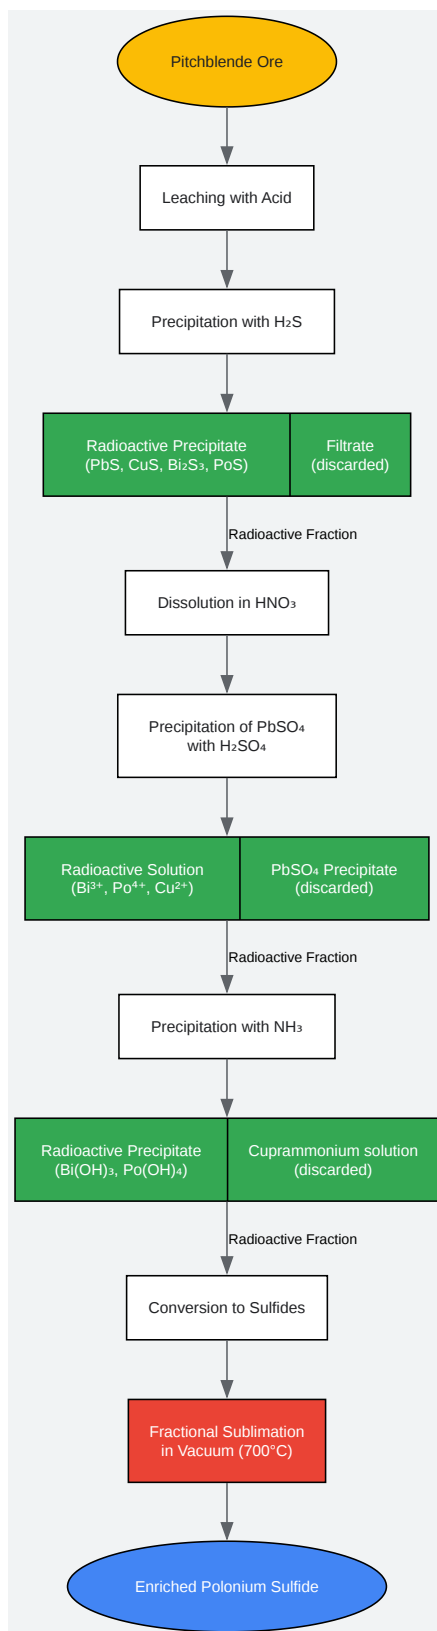 Pitchblende Ore
Leaching with Acid
Precipitation with H₂S
Radioactive Precipitate
(PbS, CuS, Bi₂S₃, PoS)
Filtrate
(discarded)
Radioactive Fraction
Dissolution in HNO₃
Precipitation of PbSO₄
with H₂SO₄
Radioactive Solution
(Bi³⁺, Po⁴⁺, Cu²⁺)
PbSO₄ Precipitate
(discarded)
Radioactive Fraction
Precipitation with NH₃
Radioactive Precipitate
(Bi(OH)₃, Po(OH)₄)
Cuprammonium solution
(discarded)
Radioactive Fraction
Conversion to Sulfides
Fractional Sublimation
in Vacuum (700°C)
Enriched Polonium Sulfide